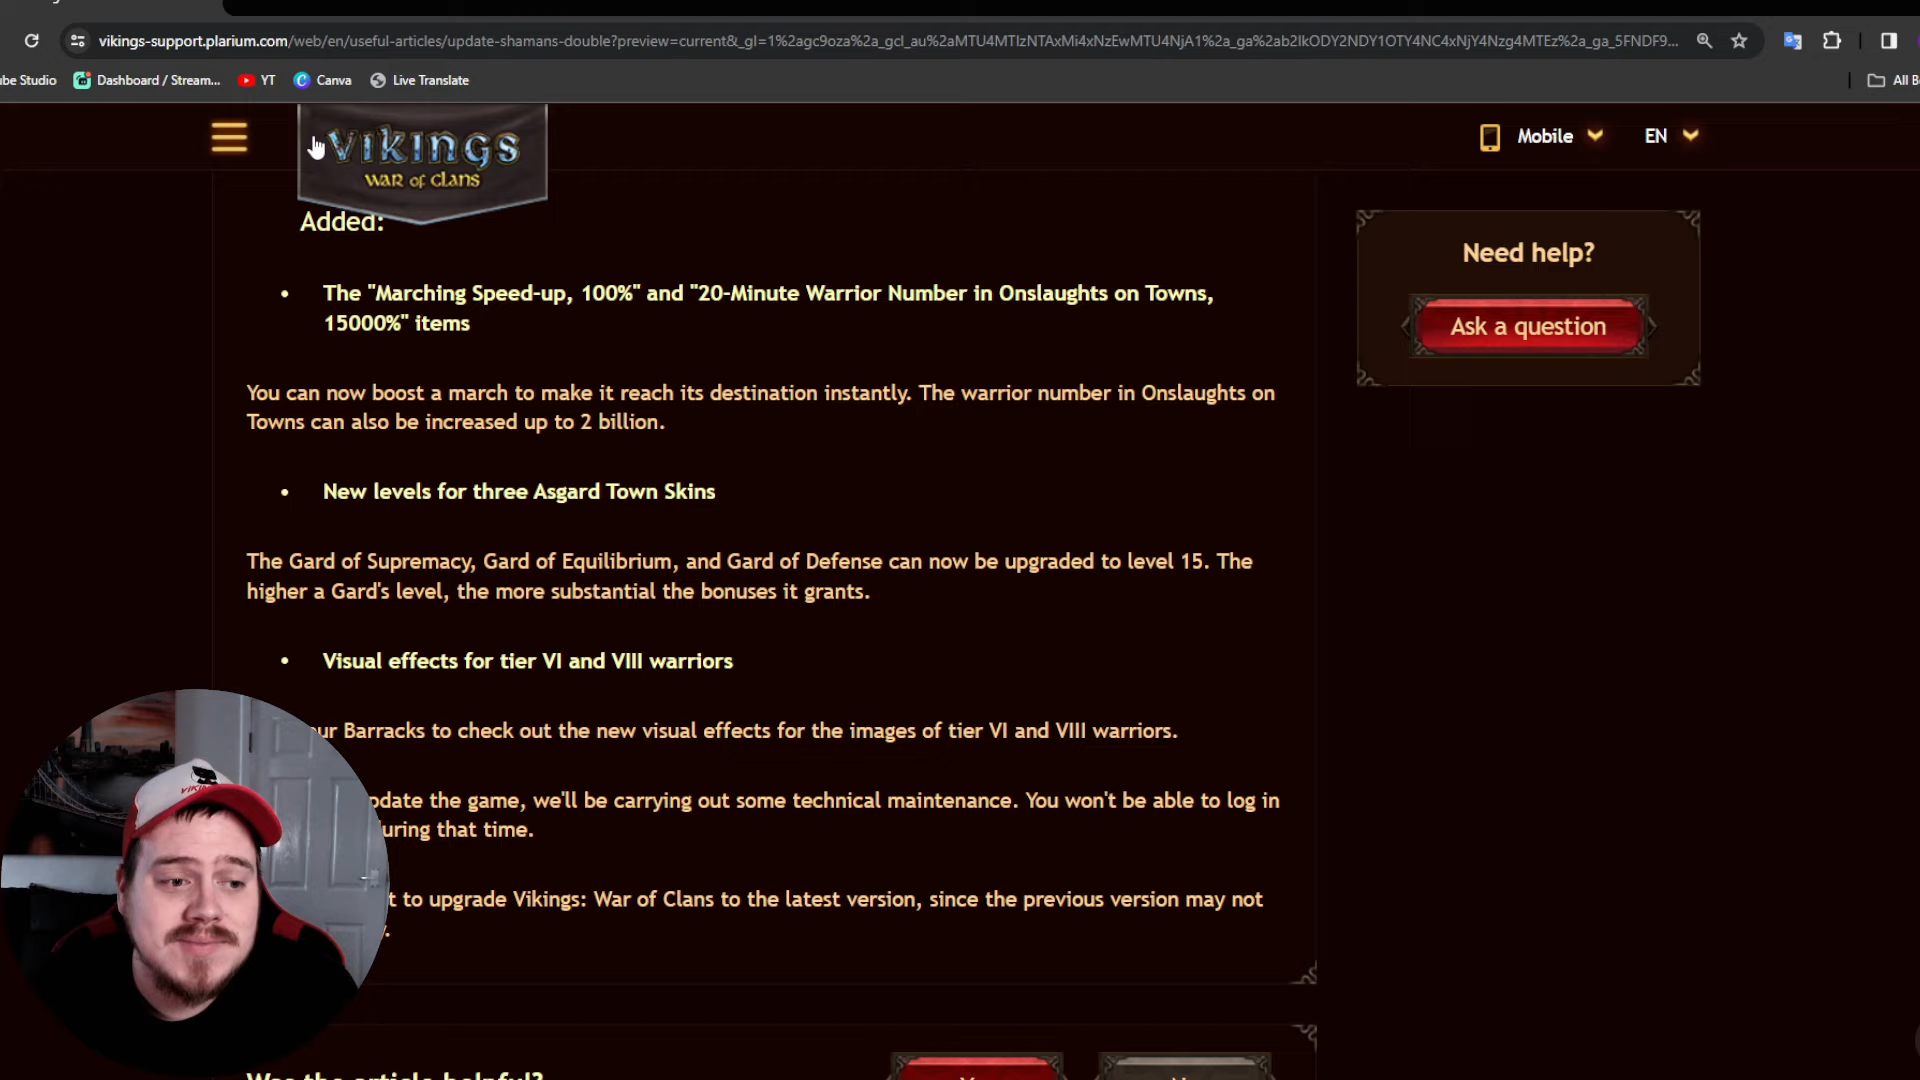 vikings-support.plarium.com/web/en/useful-articles/update-shamans-double?preview=current&_gl=1%2agc9oza%2a_gcl_au%2aMTU4MTIzNTAxMi4xNzEwMTU4NjA1%2a_ga%2ab2lkODY2NDY1OTY4NC4xNjY4Nzg4MTEz%2a_ga_5FNDF9...
be Studio
Dashboard / Stream...
YT
Canva
Live Translate
All B
VIKINGS
WAR OF CLANS
Mobile
EN
Added:
• The "Marching Speed-up, 100%" and "20-Minute Warrior Number in Onslaughts on Towns,
15000%" items
Need help?
Ask a question
You can now boost a march to make it reach its destination instantly. The warrior number in Onslaughts on
Towns can also be increased up to 2 billion.
• New levels for three Asgard Town Skins
The Gard of Supremacy, Gard of Equilibrium, and Gard of Defense can now be upgraded to level 15. The
higher a Gard's level, the more substantial the bonuses it grants.
• Visual effects for tier VI and VIII warriors
ur Barracks to check out the new visual effects for the images of tier VI and VIII warriors.
pdate the game, we'll be carrying out some technical maintenance. You won't be able to log in
during that time.
t to upgrade Vikings: War of Clans to the latest version, since the previous version may not
Was the article helpful?